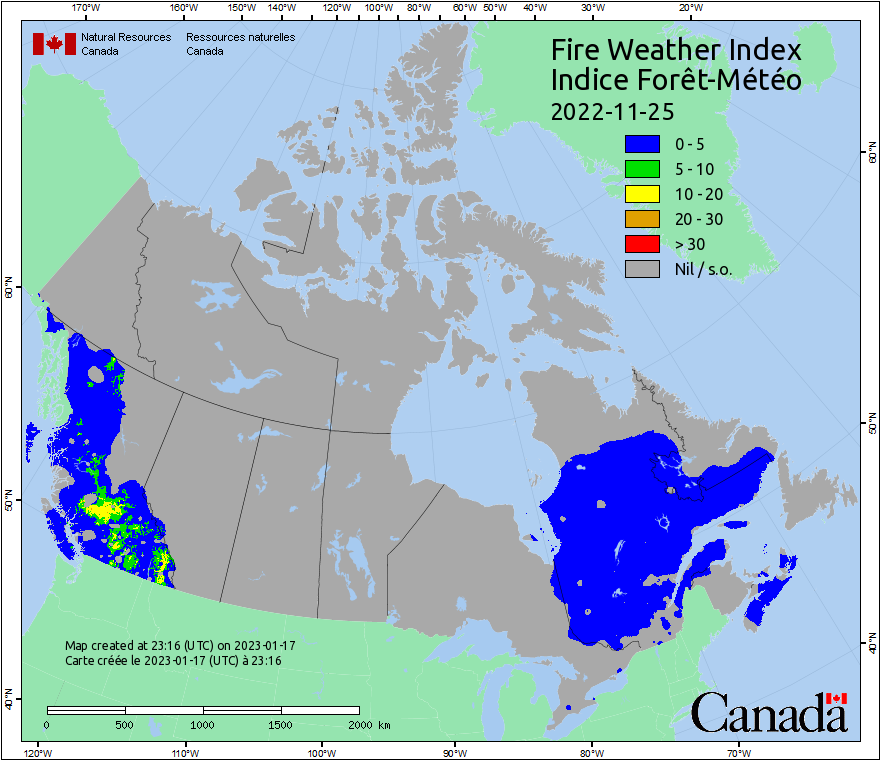 170°W 160°W 150°W 140°W 130°W 120°W 110°W 100°W 90°W 80°W 60°W 50°W 40°W 30°W 20°W
Natural Resources Canada
Ressources naturelles Canada
Fire Weather Index
Indice Forêt-Météo
2022-11-25
0 - 5
5 - 10
10 - 20
20 - 30
> 30
Nil / s.o.
60°N
60°N
50°N
50°N
40°N
40°N
Map created at 23:16 (UTC) on 2023-01-17
Carte créée le 2023-01-17 (UTC) à 23:16
0 500 1000 1500 2000 km
Canada
120°W 110°W 100°W 90°W 80°W 70°W